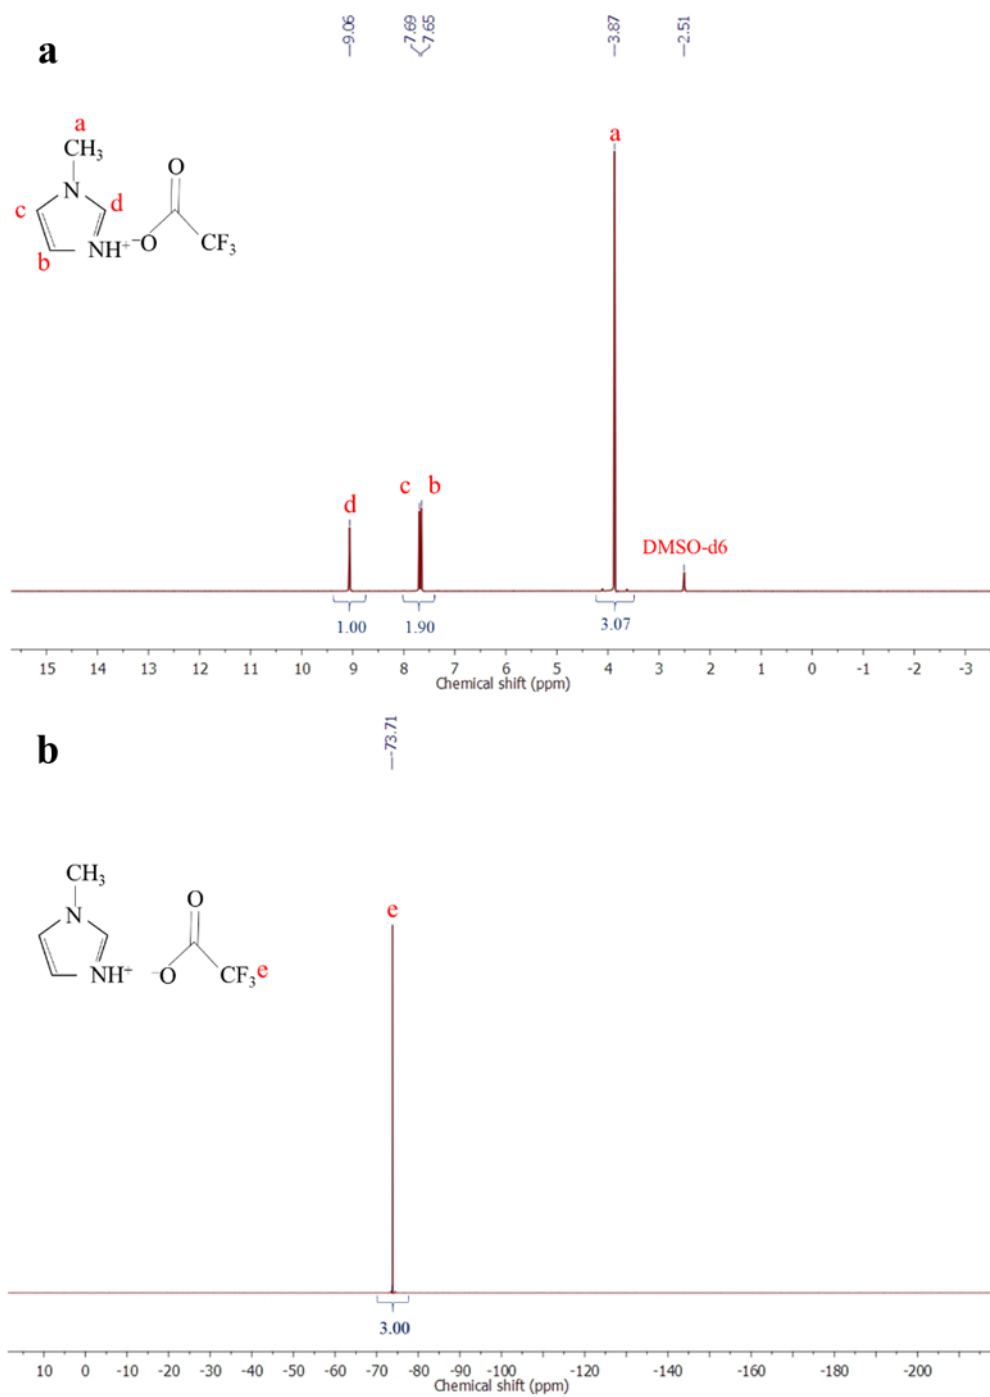 a
9.06
7.69
7.65
3.87
2.51
a
CH3
N
c
d
b
NH+
-O
O
CF3
d
c
b
a
DMSO-d6
1.00
1.90
3.07
15 14 13 12 11 10 9 8 7 6 5 4 3 2 1 0 -1 -2 -3
Chemical shift (ppm)
b
-73.71
CH3
N
NH+
-O
O
CF3
e
e
3.00
10 0 -10 -20 -30 -40 -50 -60 -70 -80 -90 -100 -110 -120 -130 -140 -160 -180 -200
Chemical shift (ppm)